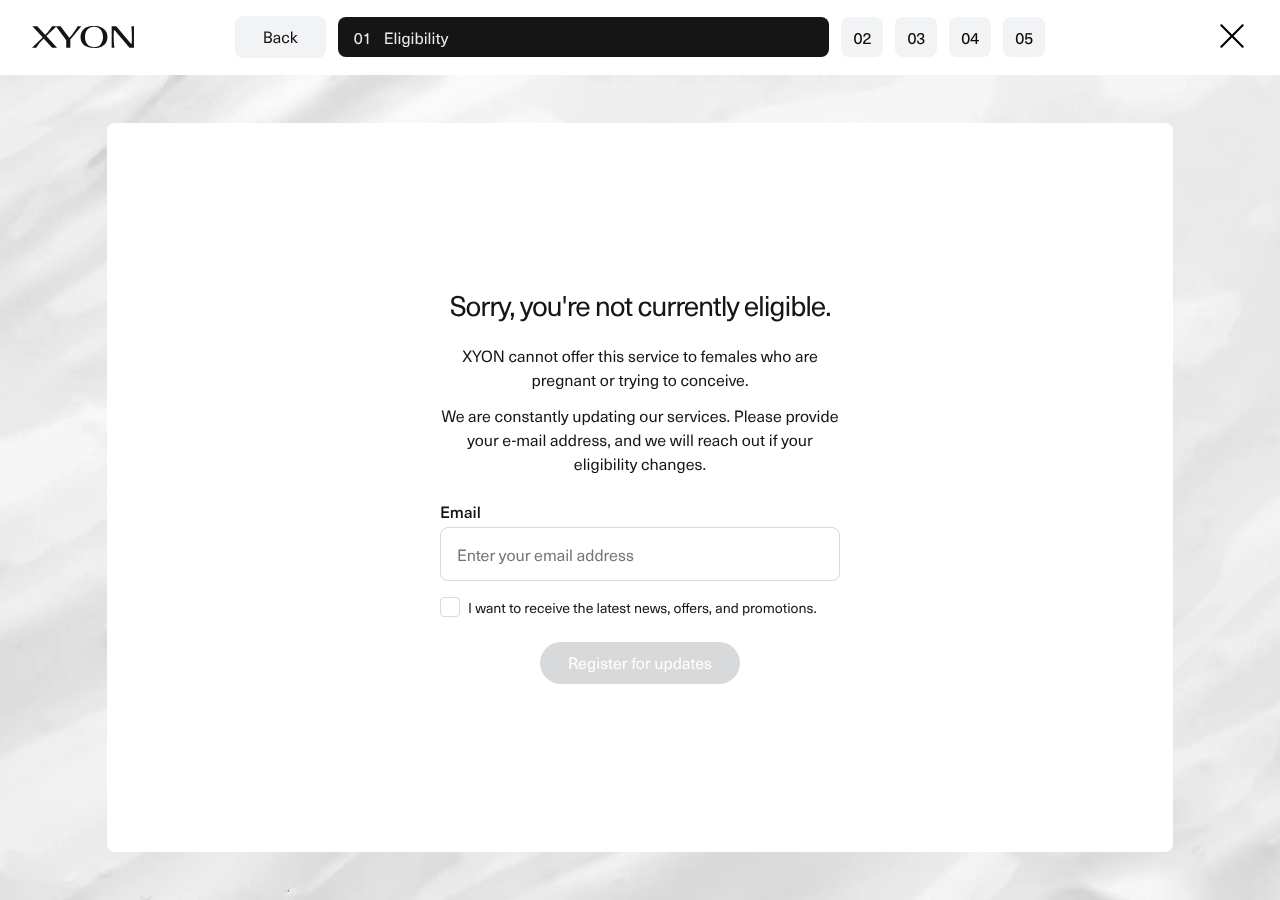 XYON
Back
01 Eligibility
02
03
04
05
Sorry, you're not currently eligible.
XYON cannot offer this service to females who are
pregnant or trying to conceive.
We are constantly updating our services. Please provide
your e-mail address, and we will reach out if your
eligibility changes.
Email
Enter your email address
I want to receive the latest news, offers, and promotions.
Register for updates